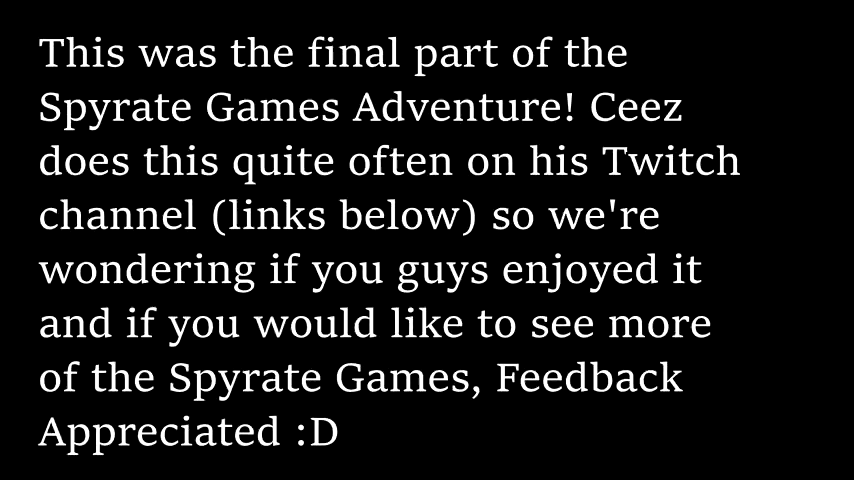 This was the final part of the
Spyrate Games Adventure! Ceez
does this quite often on his Twitch
channel (links below) so we're
wondering if you guys enjoyed it
and if you would like to see more
of the Spyrate Games, Feedback
Appreciated :D